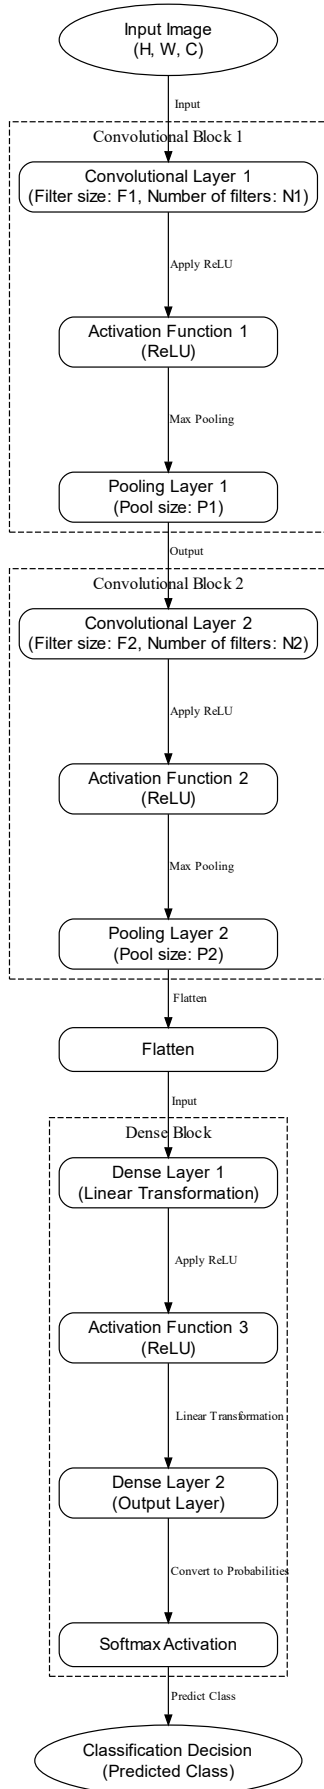 Input Image
(H, W, C)
Input
Convolutional Block 1
Convolutional Layer 1
(Filter size: F1, Number of filters: N1)
Apply ReLU
Activation Function 1
(ReLU)
Max Pooling
Pooling Layer 1
(Pool size: P1)
Output
Convolutional Block 2
Convolutional Layer 2
(Filter size: F2, Number of filters: N2)
Apply ReLU
Activation Function 2
(ReLU)
Max Pooling
Pooling Layer 2
(Pool size: P2)
Flatten
Flatten
Input
Dense Block
Dense Layer 1
(Linear Transformation)
Apply ReLU
Activation Function 3
(ReLU)
Linear Transformation
Dense Layer 2
(Output Layer)
Convert to Probabilities
Softmax Activation
Predict Class
Classification Decision
(Predicted Class)